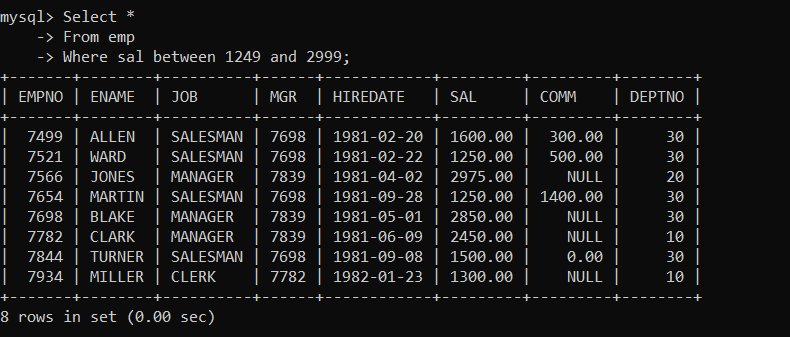 mysql> Select *
    -> From emp
    -> Where sal between 1249 and 2999;
+-------+--------+----------+------+------------+---------+---------+--------+
| EMPNO | ENAME  | JOB      | MGR  | HIREDATE   | SAL     | COMM    | DEPTNO |
+-------+--------+----------+------+------------+---------+---------+--------+
|  7499 | ALLEN  | SALESMAN | 7698 | 1981-02-20 | 1600.00 |  300.00 |     30 |
|  7521 | WARD   | SALESMAN | 7698 | 1981-02-22 | 1250.00 |  500.00 |     30 |
|  7566 | JONES  | MANAGER  | 7839 | 1981-04-02 | 2975.00 |    NULL |     20 |
|  7654 | MARTIN | SALESMAN | 7698 | 1981-09-28 | 1250.00 | 1400.00 |     30 |
|  7698 | BLAKE  | MANAGER  | 7839 | 1981-05-01 | 2850.00 |    NULL |     30 |
|  7782 | CLARK  | MANAGER  | 7839 | 1981-06-09 | 2450.00 |    NULL |     10 |
|  7844 | TURNER | SALESMAN | 7698 | 1981-09-08 | 1500.00 |    0.00 |     30 |
|  7934 | MILLER | CLERK    | 7782 | 1982-01-23 | 1300.00 |    NULL |     10 |
+-------+--------+----------+------+------------+---------+---------+--------+
8 rows in set (0.00 sec)